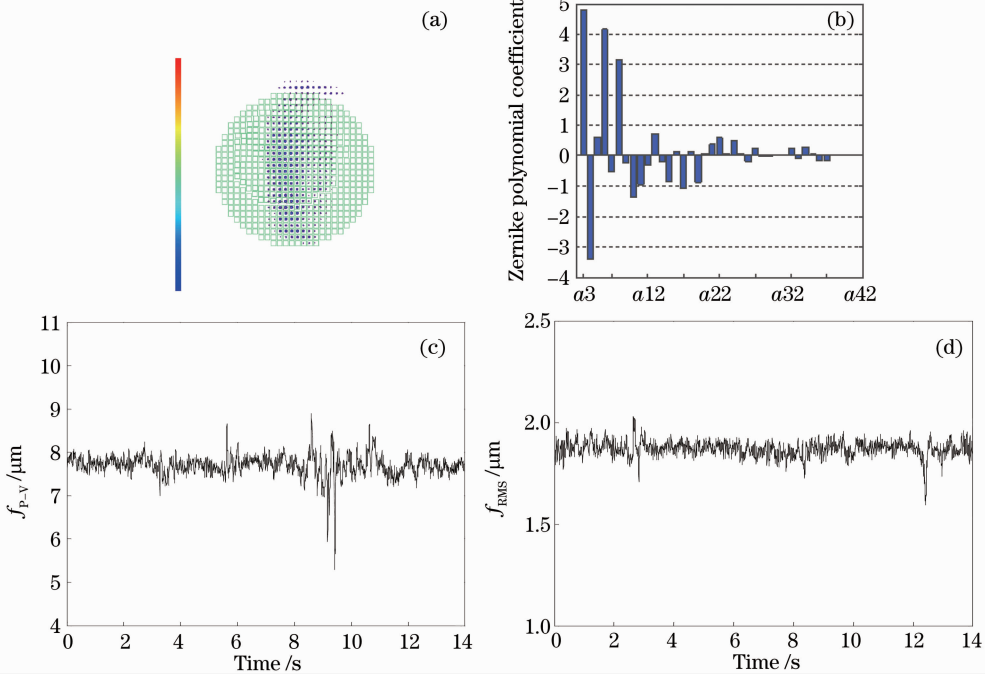 (a)
(b)
Zernike polynomial coefficient
5
4
3
2
1
0
−1
−2
−3
−4
a3 a12 a22 a32 a42
(c)
f P–V /μm
11
10
9
8
7
6
5
4
0 2 4 6 8 10 12 14
Time /s
(d)
f RMS /μm
2.5
2.0
1.5
1.0
0 2 4 6 8 10 12 14
Time /s